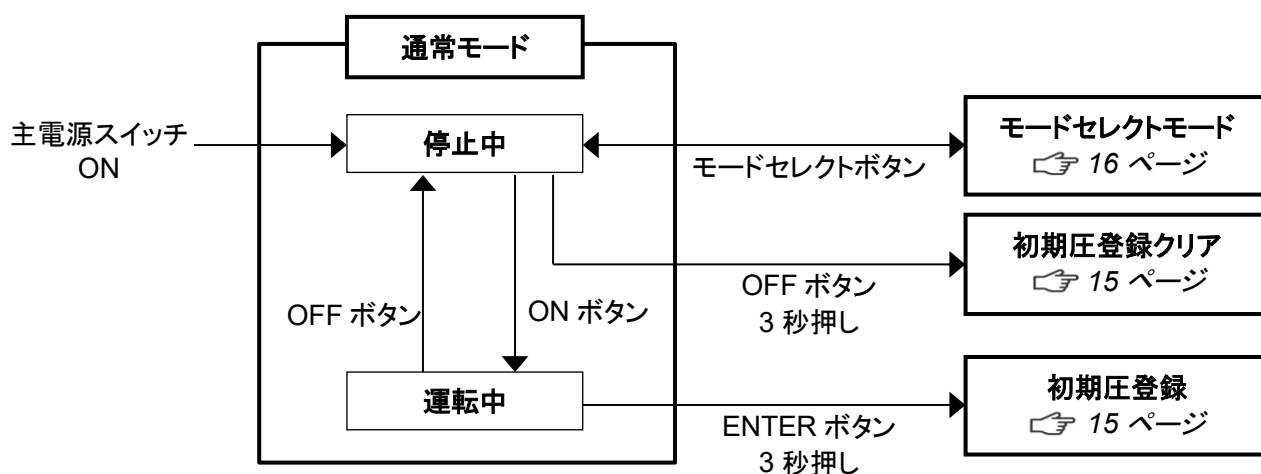 通常モード
主電源スイッチ
ON
停止中
モードセレクトボタン
モードセレクトモード
☞ 16 ページ
初期圧登録クリア
☞ 15 ページ
OFF ボタン
3 秒押し
OFF ボタン
ON ボタン
運転中
ENTER ボタン
3 秒押し
初期圧登録
☞ 15 ページ